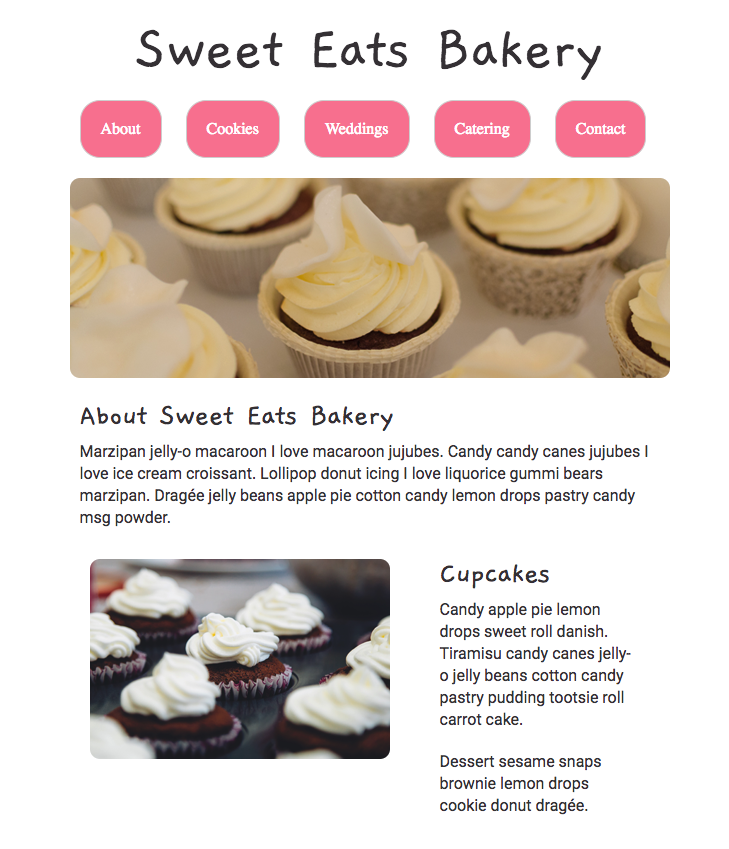 Sweet Eats Bakery
About Cookies Weddings Catering Contact
About Sweet Eats Bakery
Marzipan jelly-o macaroon I love macaroon jujubes. Candy candy canes jujubes I
love ice cream croissant. Lollipop donut icing I love liquorice gummi bears
marzipan. Dragée jelly beans apple pie cotton candy lemon drops pastry candy
msg powder.
Cupcakes
Candy apple pie lemon
drops sweet roll danish.
Tiramisu candy canes jelly-
o jelly beans cotton candy
pastry pudding tootsie roll
carrot cake.
Dessert sesame snaps
brownie lemon drops
cookie donut dragée.